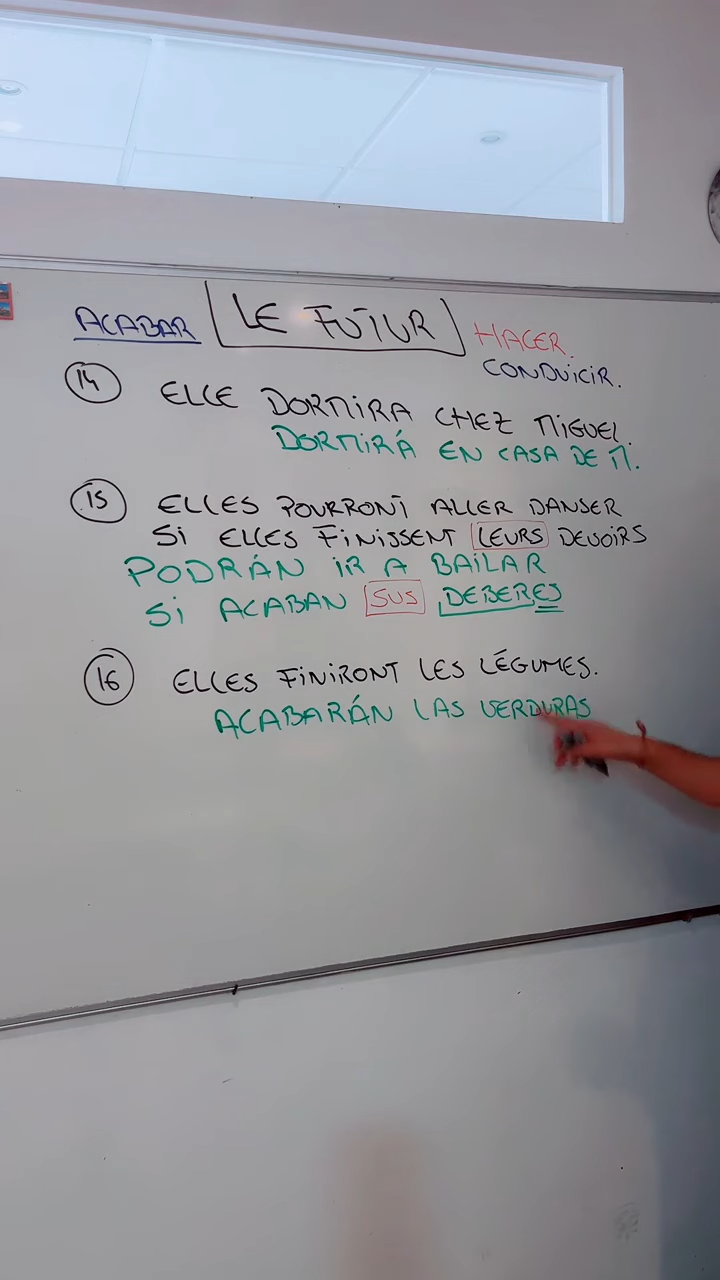 ACABAR LE FUTUR HACER.
CONDUICIR.
14 ELLE DORMIRA CHEZ MIGUEL.
DORMIRÁ EN CASA DE M.
15 ELLES POURRONT ALLER DANSER
SI ELLES FINISSENT LEURS DEVOIRS
PODRÁN IR A BAILAR
SI ACABAN SUS DEBERES
16 ELLES FINIRONT LES LÉGUMES.
ACABARÁN LAS VERDURAS